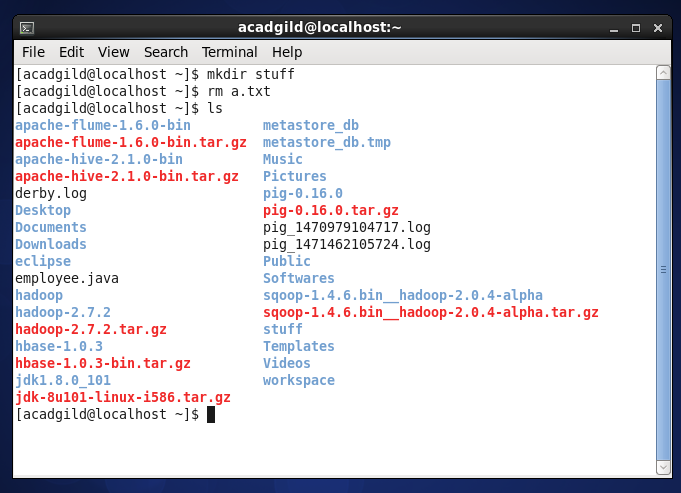 acadgild@localhost:~
File Edit View Search Terminal Help
[acadgild@localhost ~]$ mkdir stuff
[acadgild@localhost ~]$ rm a.txt
[acadgild@localhost ~]$ ls
apache-flume-1.6.0-bin metastore_db
apache-flume-1.6.0-bin.tar.gz metastore_db.tmp
apache-hive-2.1.0-bin Music
apache-hive-2.1.0-bin.tar.gz Pictures
derby.log pig-0.16.0
Desktop pig-0.16.0.tar.gz
Documents pig_1470979104717.log
Downloads pig_1471462105724.log
eclipse Public
employee.java Softwares
hadoop sqoop-1.4.6.bin__hadoop-2.0.4-alpha
hadoop-2.7.2 sqoop-1.4.6.bin__hadoop-2.0.4-alpha.tar.gz
hadoop-2.7.2.tar.gz stuff
hbase-1.0.3 Templates
hbase-1.0.3-bin.tar.gz Videos
jdk1.8.0_101 workspace
jdk-8u101-linux-i586.tar.gz
[acadgild@localhost ~]$